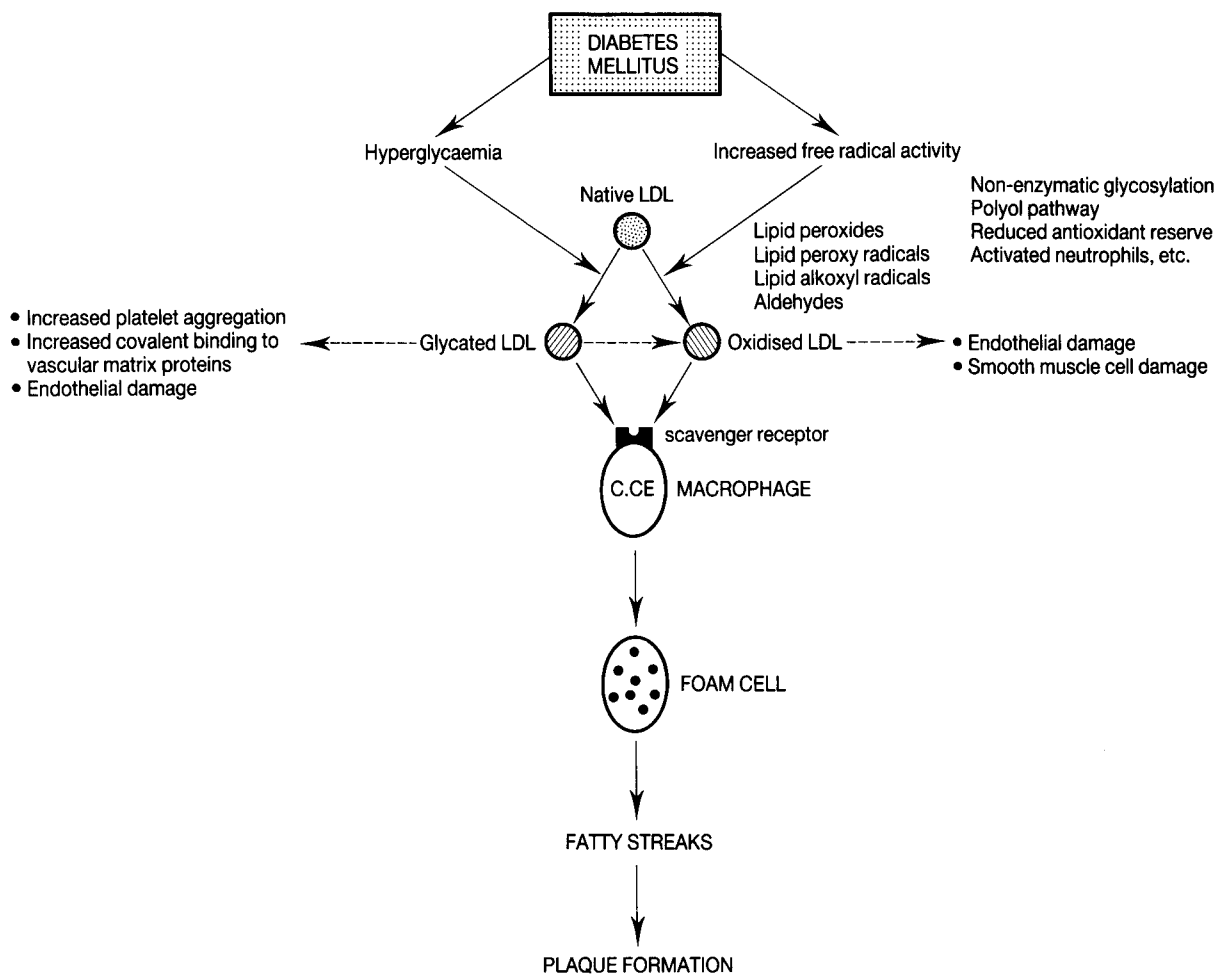 DIABETES
MELLITUS
Hyperglycaemia
Increased free radical activity
Non-enzymatic glycosylation
Polyol pathway
Reduced antioxidant reserve
Activated neutrophils, etc.
Native LDL
Lipid peroxides
Lipid peroxy radicals
Lipid alkoxyl radicals
Aldehydes
• Increased platelet aggregation
• Increased covalent binding to
vascular matrix proteins
• Endothelial damage
Glycated LDL
Oxidised LDL
• Endothelial damage
• Smooth muscle cell damage
scavenger receptor
C.CE
MACROPHAGE
FOAM CELL
FATTY STREAKS
PLAQUE FORMATION